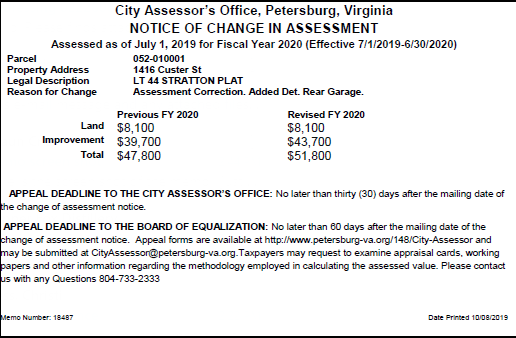 City Assessor's Office, Petersburg, Virginia
NOTICE OF CHANGE IN ASSESSMENT
Assessed as of July 1, 2019 for Fiscal Year 2020 (Effective 7/1/2019-6/30/2020)
Parcel 052-010001
Property Address 1416 Custer St
Legal Description LT 44 STRATTON PLAT
Reason for Change Assessment Correction. Added Det. Rear Garage.
Previous FY 2020 Revised FY 2020
Land $8,100 $8,100
Improvement $39,700 $43,700
Total $47,800 $51,800
APPEAL DEADLINE TO THE CITY ASSESSOR'S OFFICE: No later than thirty (30) days after the mailing date of
the change of assessment notice.
APPEAL DEADLINE TO THE BOARD OF EQUALIZATION: No later than 60 days after the mailing date of the
change of assessment notice. Appeal forms are available at http://www.petersburg-va.org/148/City-Assessor and
may be submitted at CityAssessor@petersburg-va.org.Taxpayers may request to examine appraisal cards, working
papers and other information regarding the methodology employed in calculating the assessed value. Please contact
us with any Questions 804-733-2333
Memo Number: 18487 Date Printed 10/08/2019